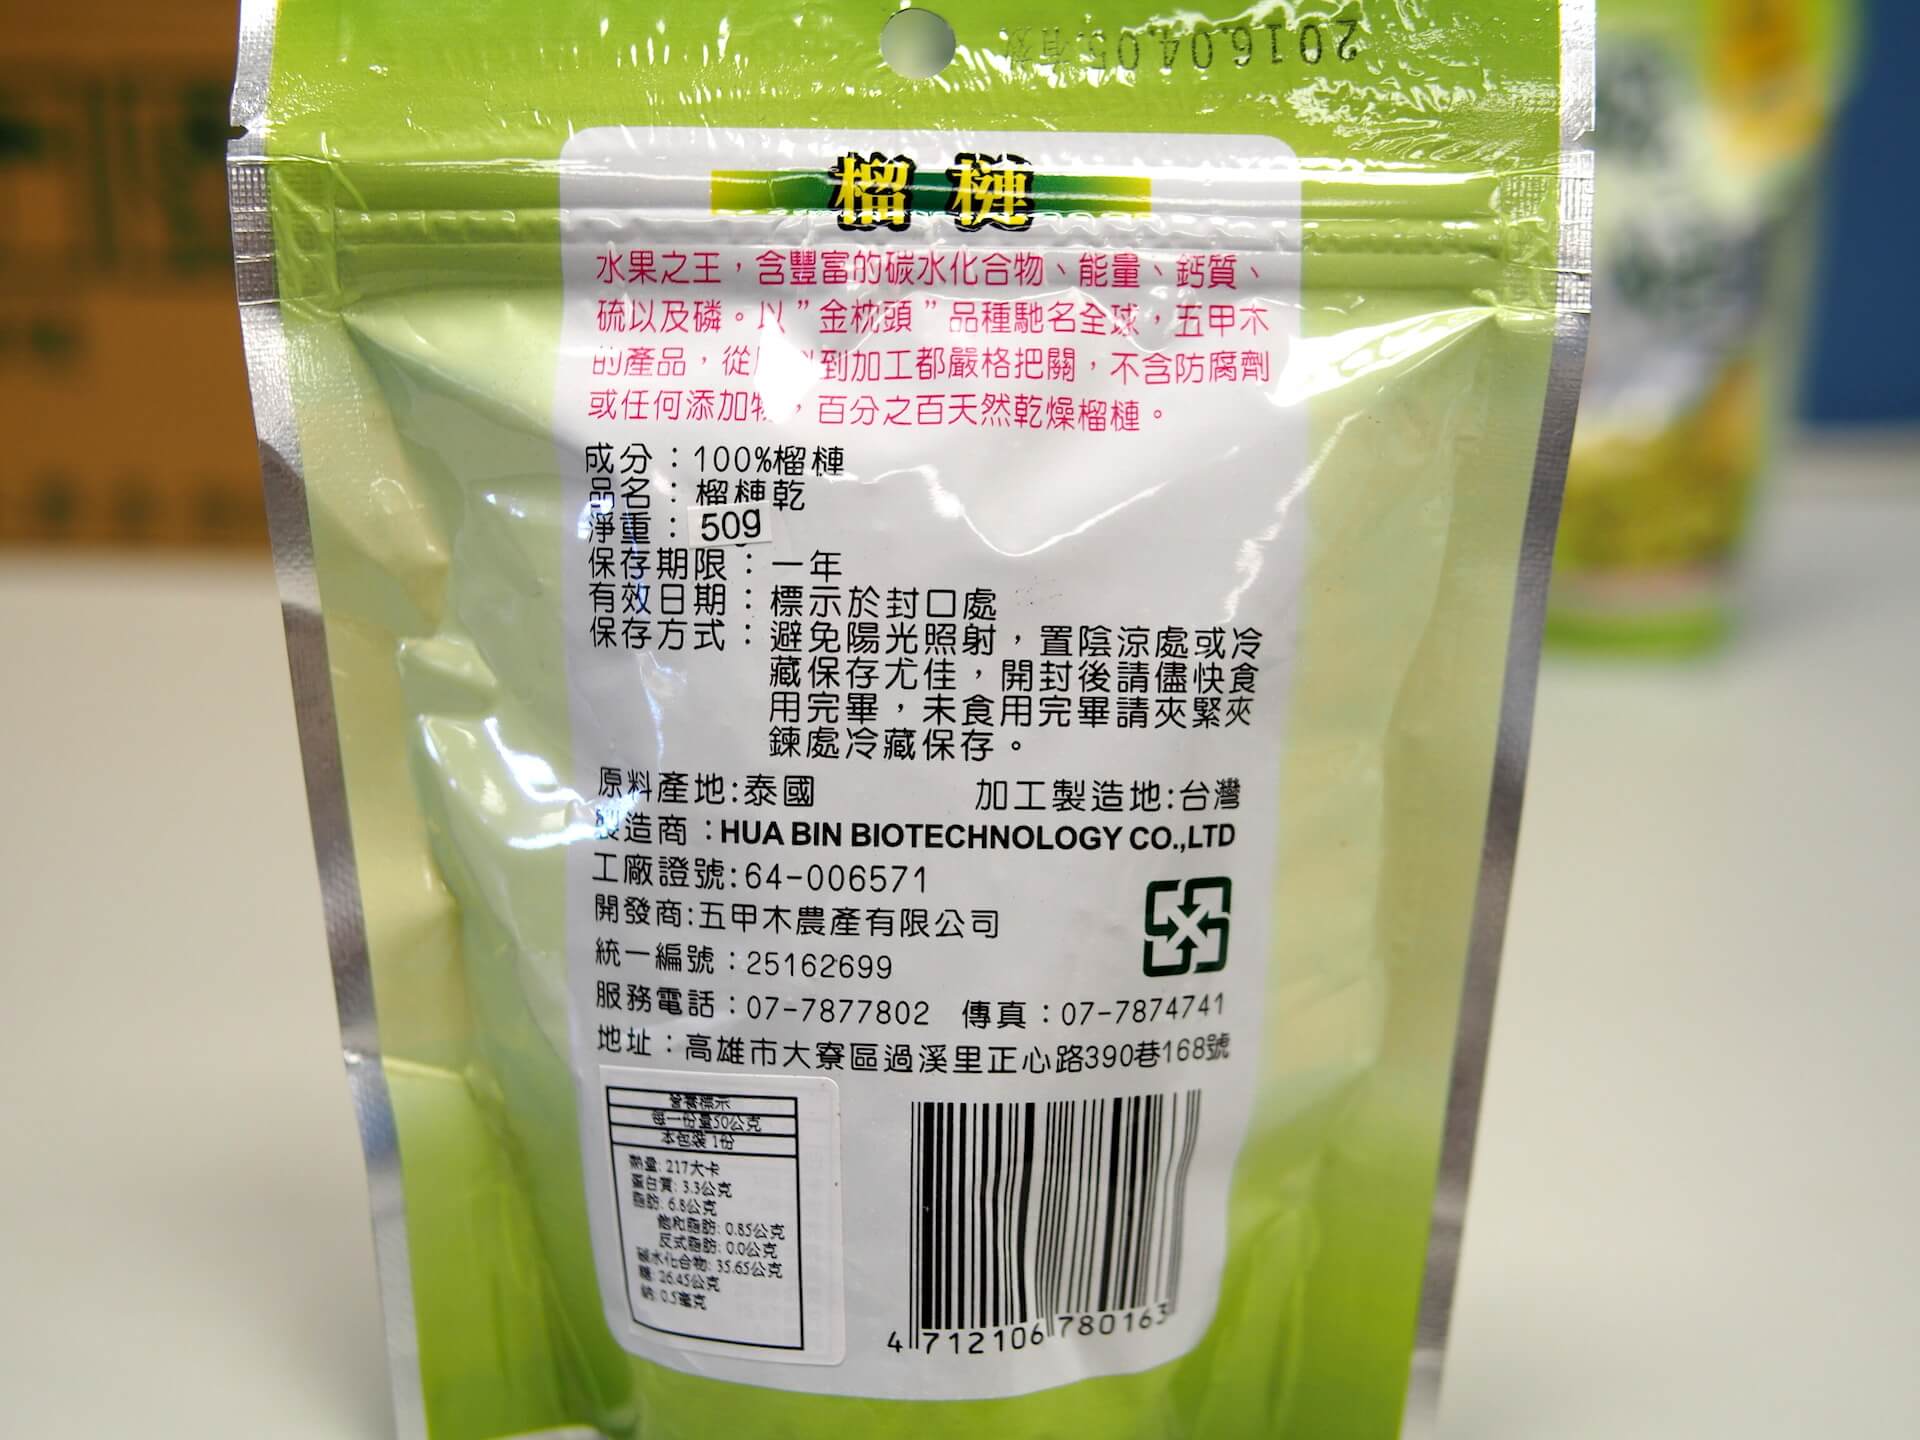 2016.04.05.有效
榴槤
水果之王，含豐富的碳水化合物、能量、鈣質、
硫以及磷。以”金枕頭”品種馳名全球，五甲木
的產品，從 到加工都嚴格把關，不含防腐劑
或任何添加物，百分之百天然乾燥榴槤。
成分：100%榴槤
品名：榴槤乾
淨重：50g
保存期限：一年
有效日期：標示於封口處
保存方式：避免陽光照射，置陰涼處或冷
藏保存尤佳，開封後請儘快食
用完畢，未食用完畢請夾緊夾
鍊處冷藏保存。
原料產地:泰國 加工製造地:台灣
製造商：HUA BIN BIOTECHNOLOGY CO.,LTD
工廠證號:64-006571
開發商:五甲木農產有限公司
統一編號：25162699
服務電話：07-7877802 傳真：07-7874741
地址：高雄市大寮區過溪里正心路390巷168號
營養標示
每一份量50公克
本包裝1份
熱量: 217大卡
蛋白質: 3.3公克
脂肪: 6.8公克
飽和脂肪: 0.85公克
反式脂肪: 0.0公克
碳水化合物: 35.65公克
糖: 26.45公克
鈉: 0.5毫克
4 712106 780163